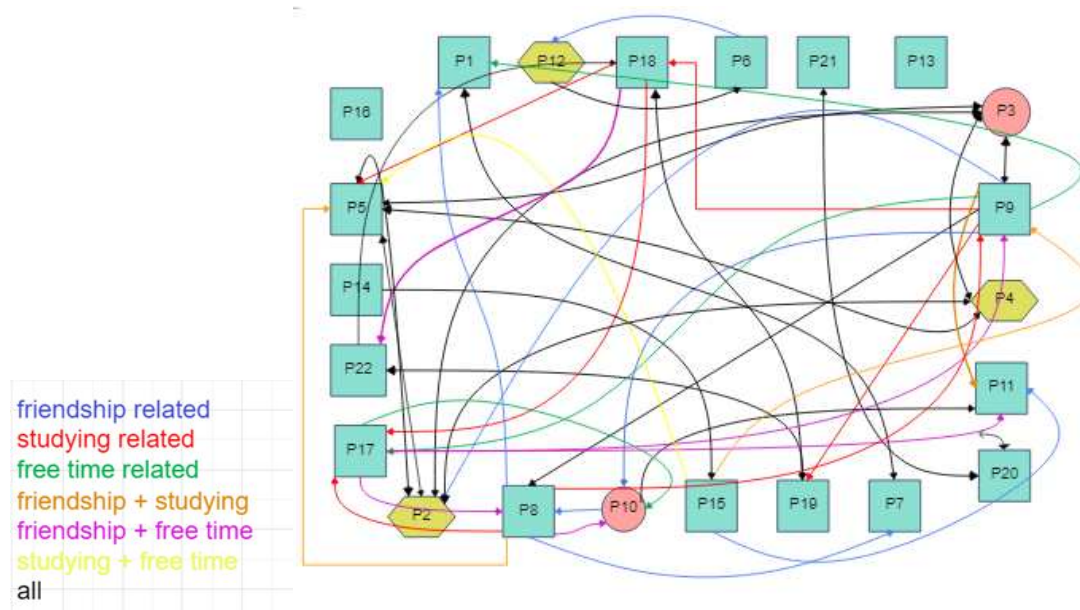 P1
P12
P18
P6
P21
P13
P16
P3
P5
P9
P14
P4
P22
P11
P17
P20
P2
P8
P10
P15
P19
P7
friendship related
studying related
free time related
friendship + studying
friendship + free time
studying + free time
all